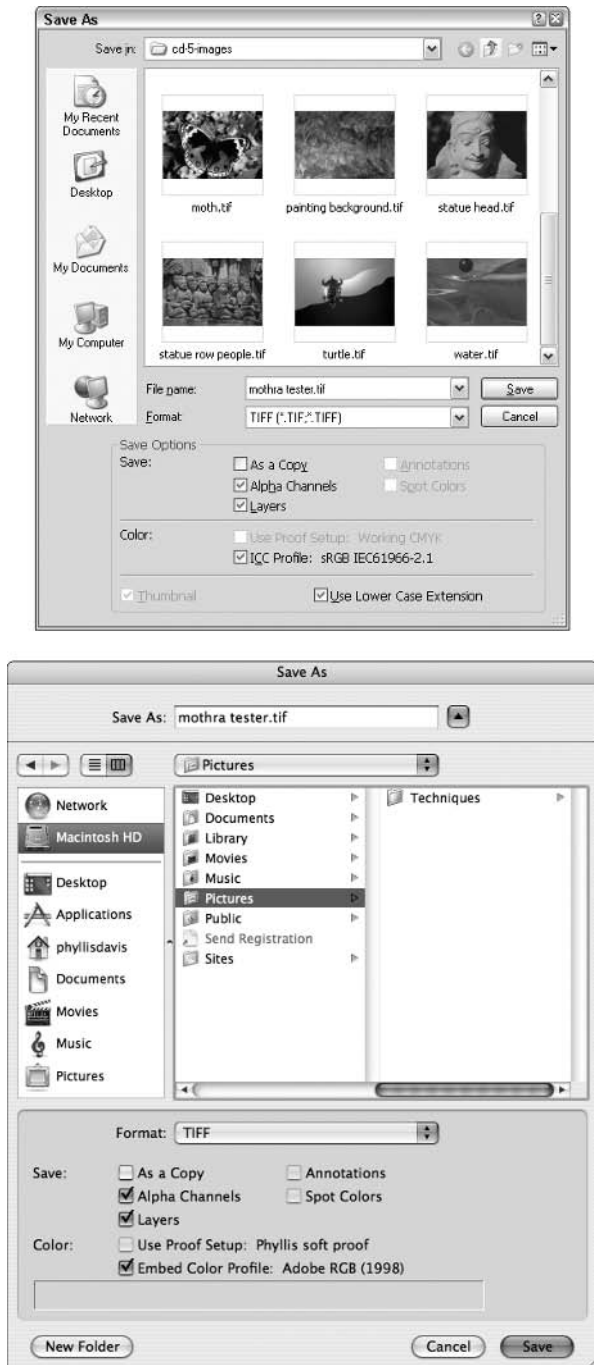 Save As
Save in: cd-5-images
My Recent Documents
Desktop
My Documents
My Computer
Network
moth.tif painting background.tif statue head.tif
statue row people.tif turtle.tif water.tif
File name: mothra tester.tif Save
Format: TIFF (*.TIF;*.TIFF) Cancel
Save Options
Save: As a Copy Annotations
Alpha Channels Spot Colors
Layers
Color: Use Proof Setup: Working CMYK
ICC Profile: sRGB IEC61966-2.1
Thumbnail Use Lower Case Extension
Save As
Save As: mothra tester.tif
Pictures
Network
Macintosh HD
Desktop
Applications
phyllisdavis
Documents
Movies
Music
Pictures
Desktop
Documents
Library
Movies
Music
Pictures
Public
Send Registration
Sites
Techniques
Format: TIFF
Save: As a Copy Annotations
Alpha Channels Spot Colors
Layers
Color: Use Proof Setup: Phyllis soft proof
Embed Color Profile: Adobe RGB (1998)
New Folder Cancel Save